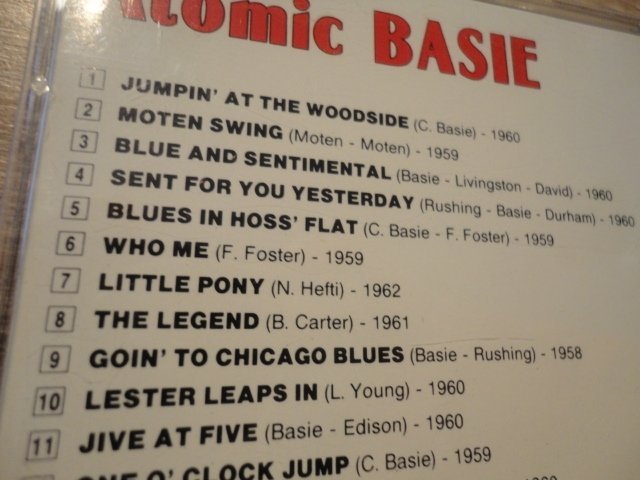 Atomic BASIE
1 JUMPIN' AT THE WOODSIDE (C. Basie) - 1960
2 MOTEN SWING (Moten - Moten) - 1959
3 BLUE AND SENTIMENTAL (Basie - Livingston - David) - 1960
4 SENT FOR YOU YESTERDAY (Rushing - Basie - Durham) - 1960
5 BLUES IN HOSS' FLAT (C. Basie - F. Foster) - 1959
6 WHO ME (F. Foster) - 1959
7 LITTLE PONY (N. Hefti) - 1962
8 THE LEGEND (B. Carter) - 1961
9 GOIN' TO CHICAGO BLUES (Basie - Rushing) - 1958
10 LESTER LEAPS IN (L. Young) - 1960
11 JIVE AT FIVE (Basie - Edison) - 1960
ONE O' CLOCK JUMP (C. Basie) - 1959